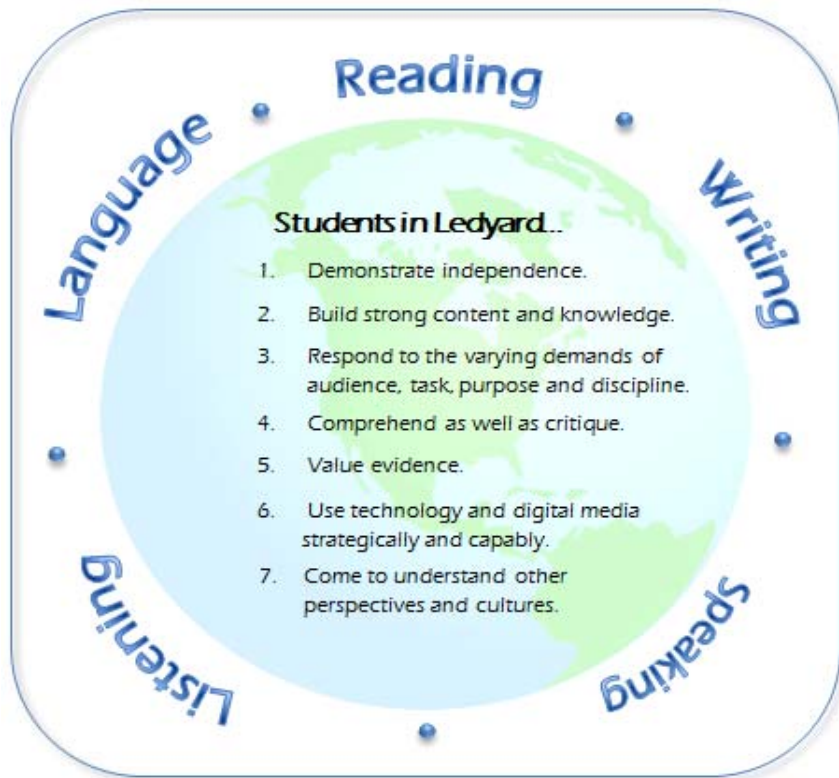 Reading
Language
Writing
Students in Ledyard...
1. Demonstrate independence.
2. Build strong content and knowledge.
3. Respond to the varying demands of
audience, task, purpose and discipline.
4. Comprehend as well as critique.
5. Value evidence.
6. Use technology and digital media
strategically and capably.
7. Come to understand other
perspectives and cultures.
Listening
Speaking